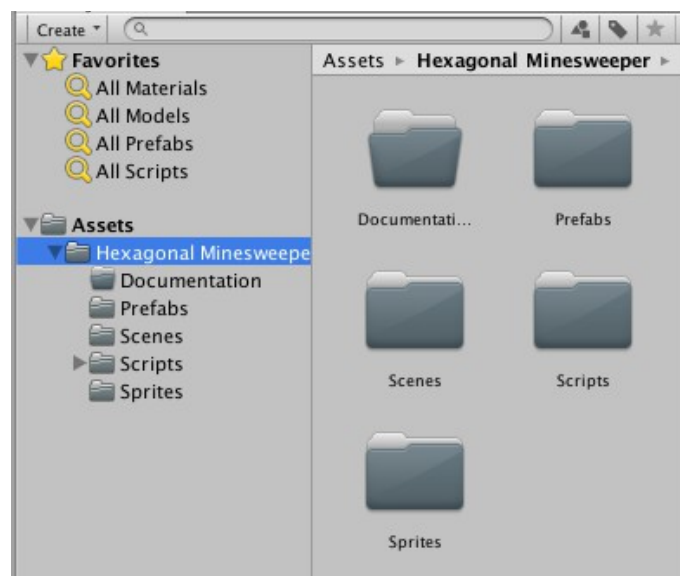 Create
Favorites
All Materials
All Models
All Prefabs
All Scripts
Assets
Hexagonal Minesweepe
Documentation
Prefabs
Scenes
Scripts
Sprites
Assets Hexagonal Minesweeper
Documentati...
Prefabs
Scenes
Scripts
Sprites